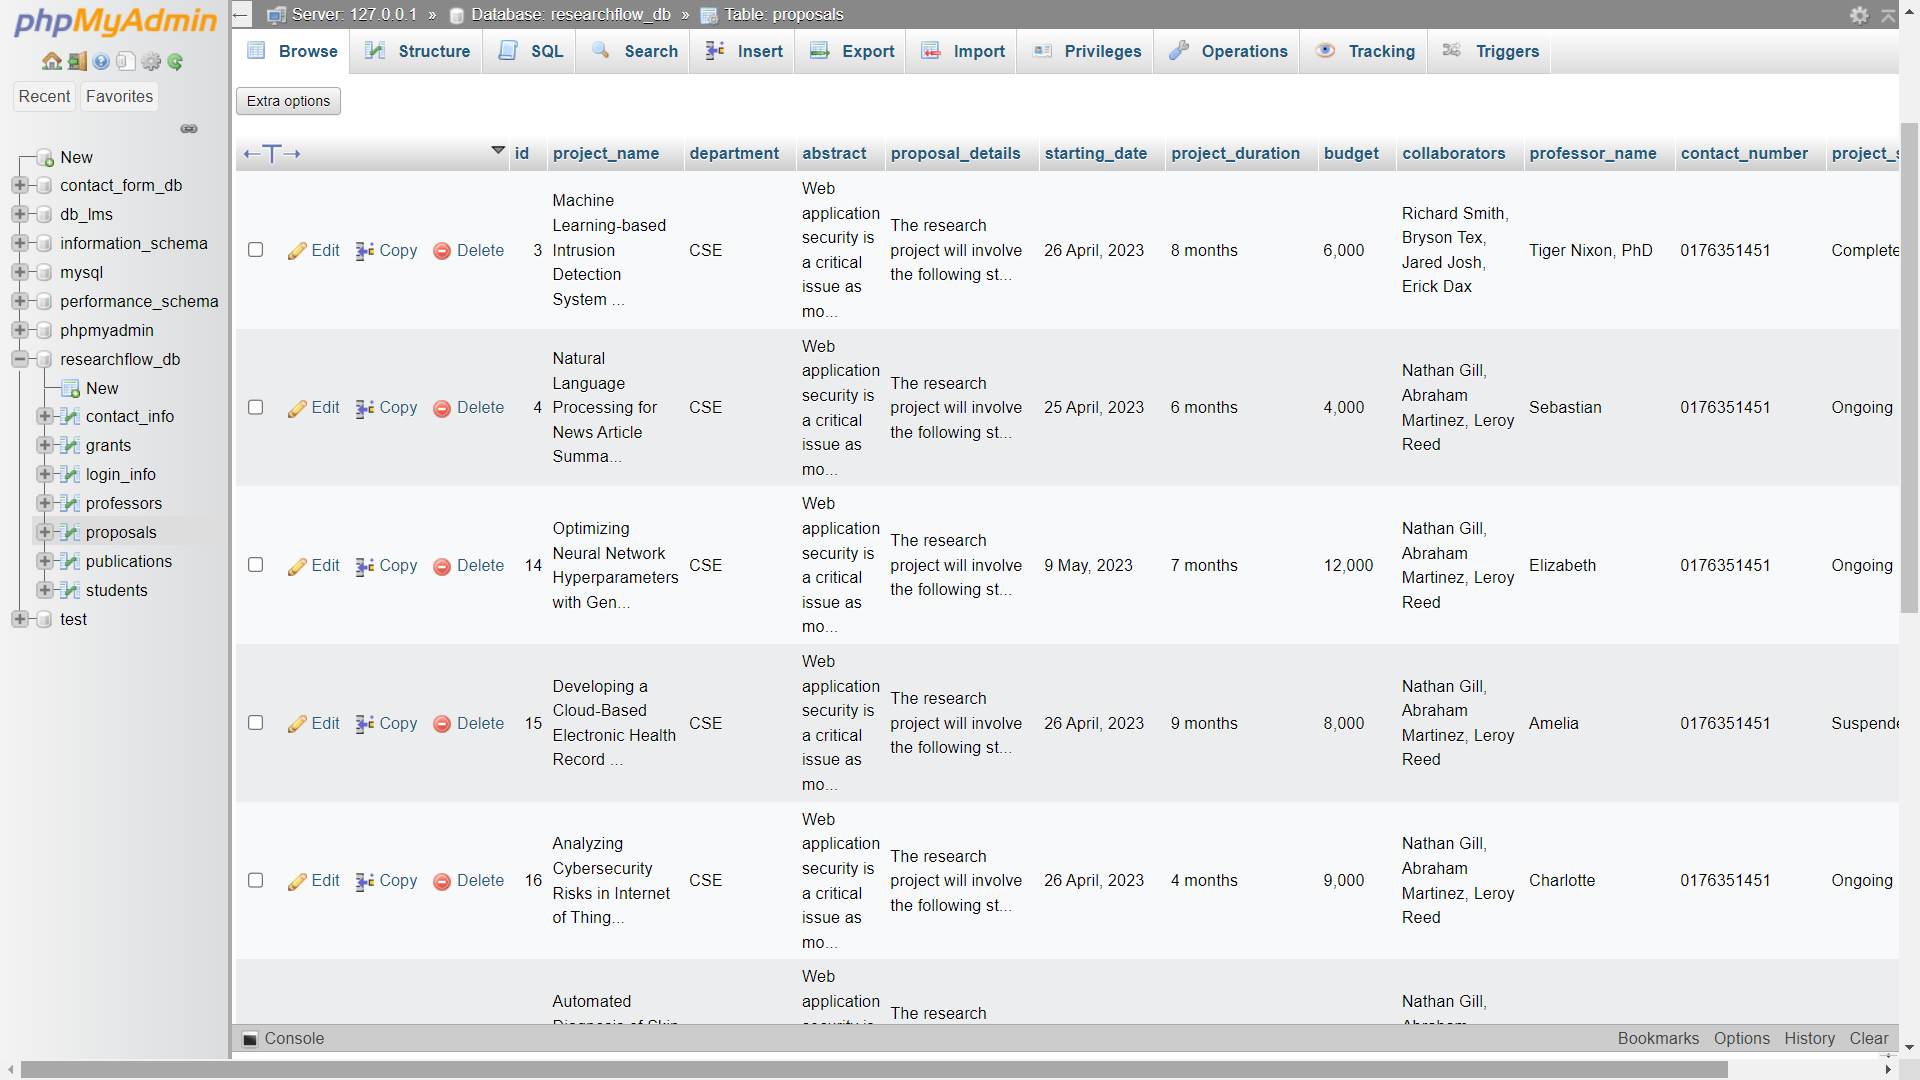 phpMyAdmin
Recent Favorites
New
contact_form_db
db_lms
information_schema
mysql
performance_schema
phpmyadmin
researchflow_db
New
contact_info
grants
login_info
professors
proposals
publications
students
test
Server: 127.0.0.1 » Database: researchflow_db » Table: proposals
Browse Structure SQL Search Insert Export Import Privileges Operations Tracking Triggers
Extra options
←T→ id project_name department abstract proposal_details starting_date project_duration budget collaborators professor_name contact_number project_s
Edit Copy Delete 3
Machine
Learning-based
Intrusion
Detection
System ...
CSE
Web
application
security is
a critical
issue as
mo...
The research
project will involve
the following st...
26 April, 2023
8 months
6,000
Richard Smith,
Bryson Tex,
Jared Josh,
Erick Dax
Tiger Nixon, PhD
0176351451
Complete
Edit Copy Delete 4
Natural
Language
Processing for
News Article
Summa...
CSE
Web
application
security is
a critical
issue as
mo...
The research
project will involve
the following st...
25 April, 2023
6 months
4,000
Nathan Gill,
Abraham
Martinez, Leroy
Reed
Sebastian
0176351451
Ongoing
Edit Copy Delete 14
Optimizing
Neural Network
Hyperparameters
with Gen...
CSE
Web
application
security is
a critical
issue as
mo...
The research
project will involve
the following st...
9 May, 2023
7 months
12,000
Nathan Gill,
Abraham
Martinez, Leroy
Reed
Elizabeth
0176351451
Ongoing
Edit Copy Delete 15
Developing a
Cloud-Based
Electronic Health
Record ...
CSE
Web
application
security is
a critical
issue as
mo...
The research
project will involve
the following st...
26 April, 2023
9 months
8,000
Nathan Gill,
Abraham
Martinez, Leroy
Reed
Amelia
0176351451
Suspende
Edit Copy Delete 16
Analyzing
Cybersecurity
Risks in Internet
of Thing...
CSE
Web
application
security is
a critical
issue as
mo...
The research
project will involve
the following st...
26 April, 2023
4 months
9,000
Nathan Gill,
Abraham
Martinez, Leroy
Reed
Charlotte
0176351451
Ongoing
Automated
Diagnosis of Skin
Web
application
security is
The research
Nathan Gill,
Abraham
Console
Bookmarks Options History Clear